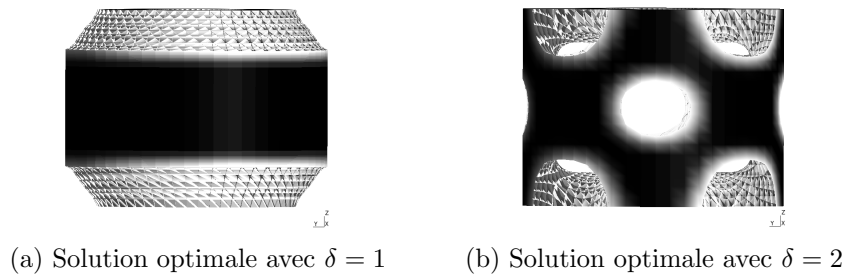 Z
Y X
Z
Y X
(a) Solution optimale avec δ = 1
(b) Solution optimale avec δ = 2